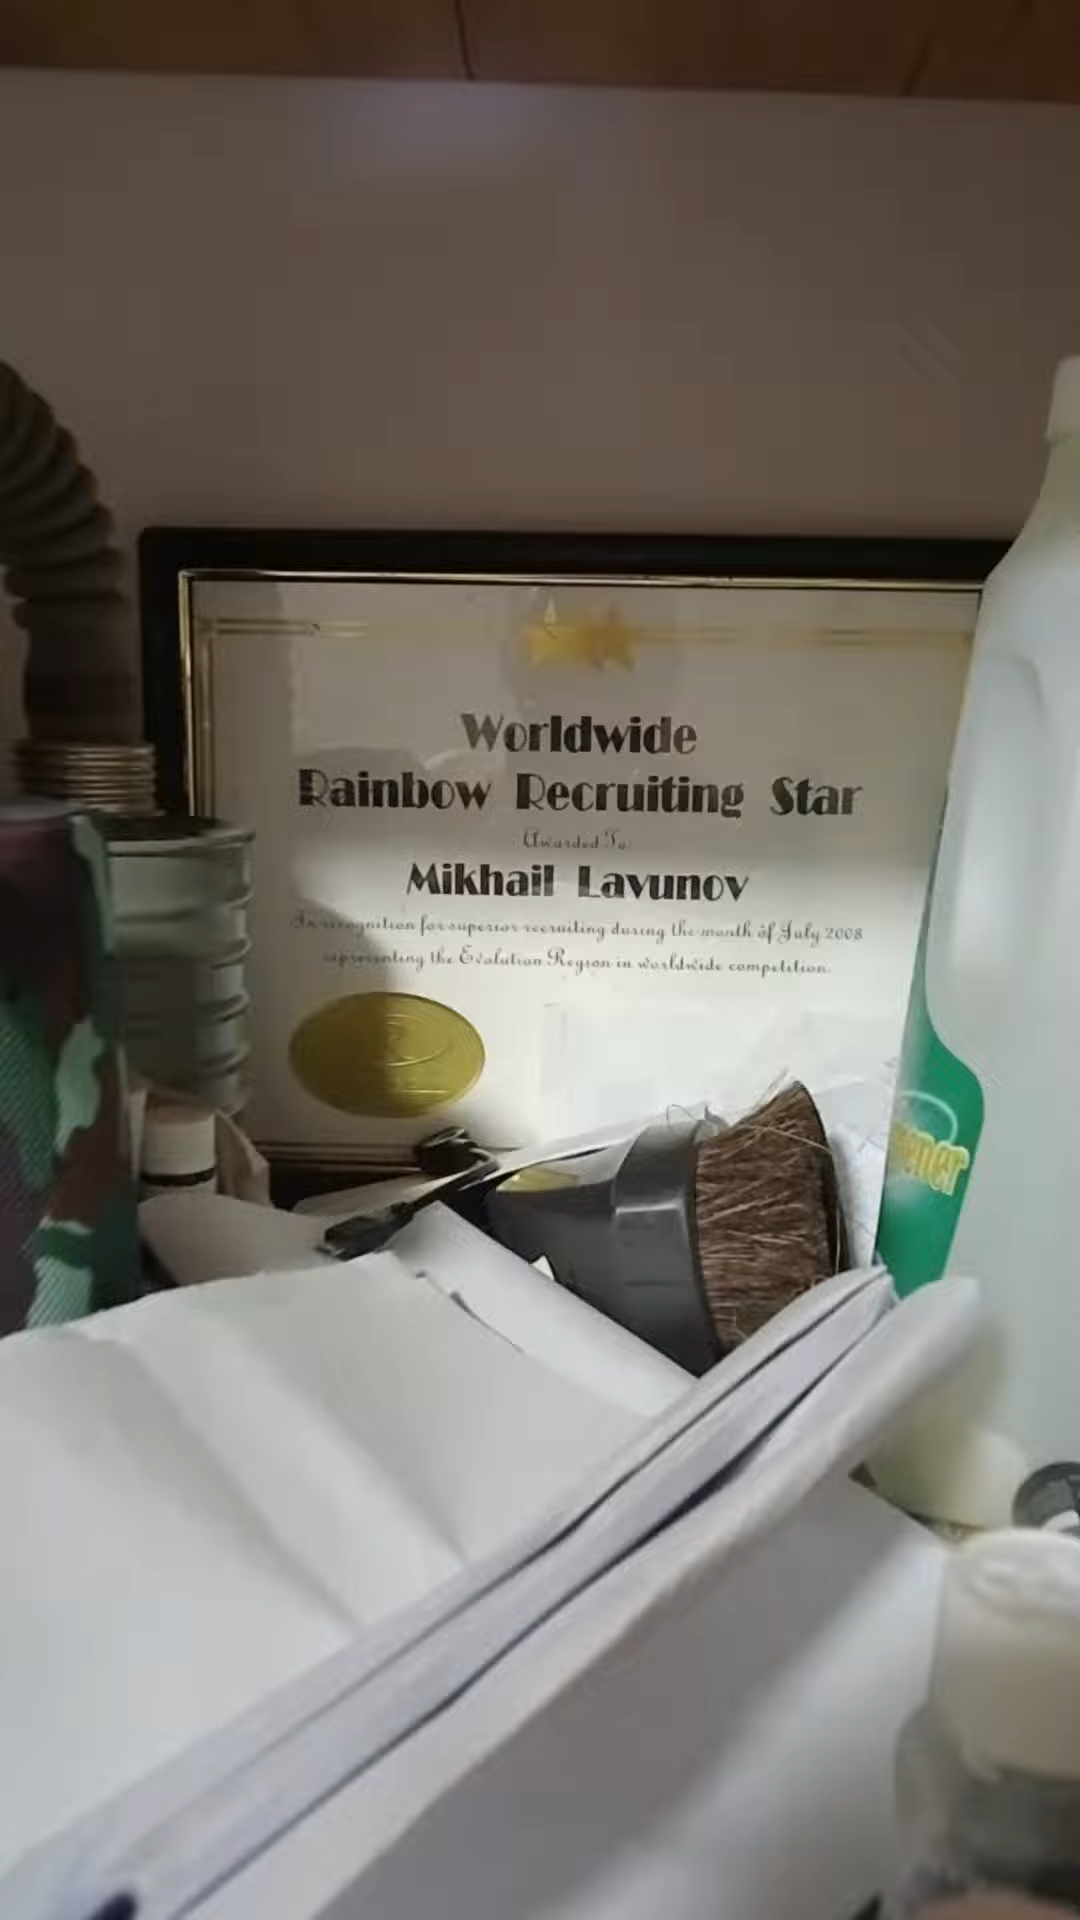 Worldwide
Rainbow Recruiting Star
Awarded To
Mikhail Lavunov
In recognition for superior recruiting during the month of July 2008
representing the Evolution Region in worldwide competition.